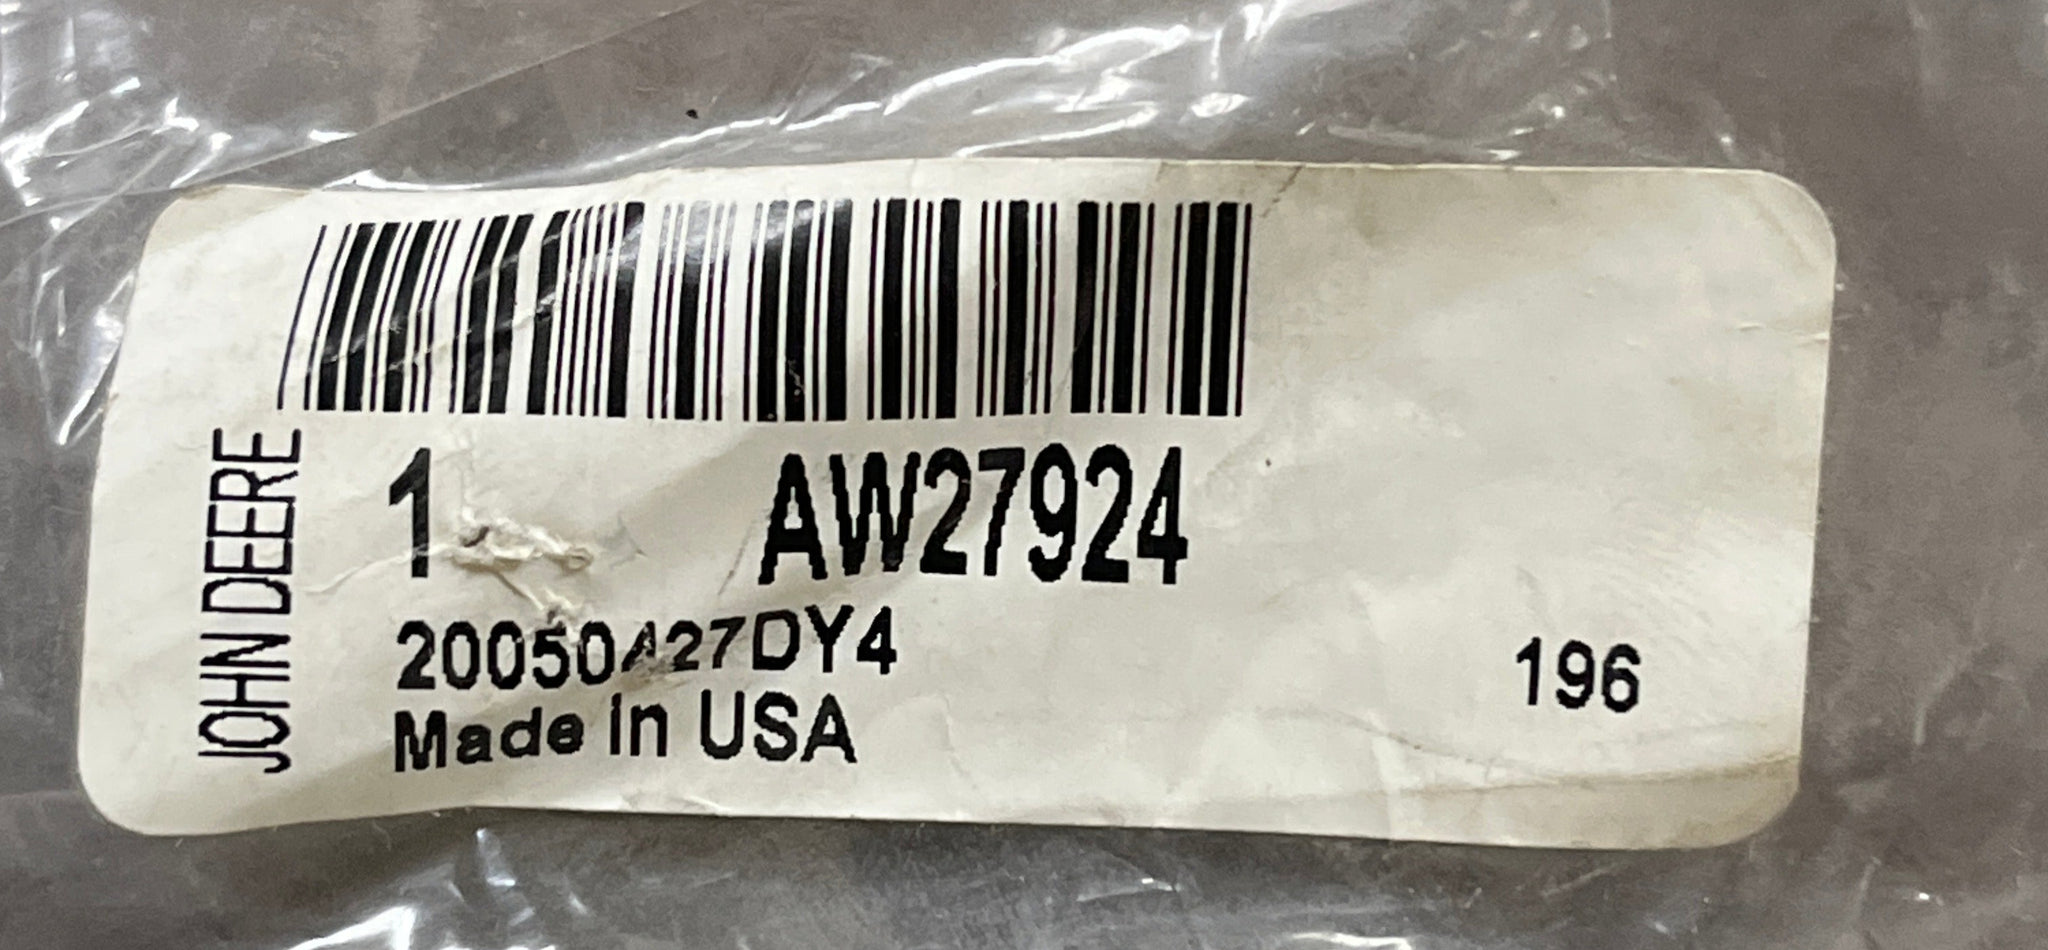 JOHN DEERE
1 AW27924
20050427DY4
Made in USA
196